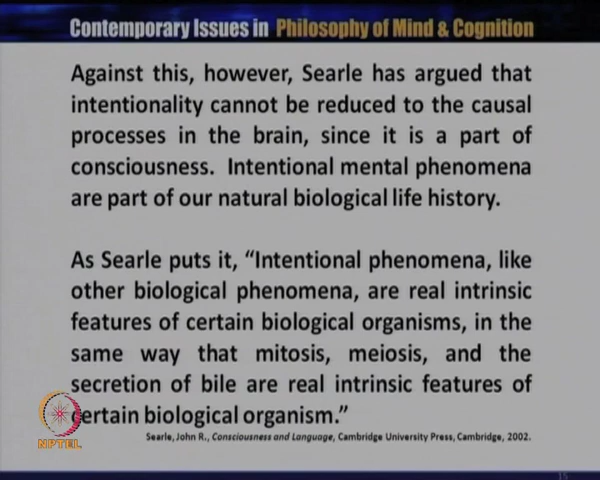 Contemporary Issues in Philosophy of Mind & Cognition
Against this, however, Searle has argued that
intentionality cannot be reduced to the causal
processes in the brain, since it is a part of
consciousness. Intentional mental phenomena
are part of our natural biological life history.
As Searle puts it, “Intentional phenomena, like
other biological phenomena, are real intrinsic
features of certain biological organisms, in the
same way that mitosis, meiosis, and the
secretion of bile are real intrinsic features of
certain biological organism.”
NPTEL
Searle, John R., Consciousness and Language, Cambridge University Press, Cambridge, 2002.
15